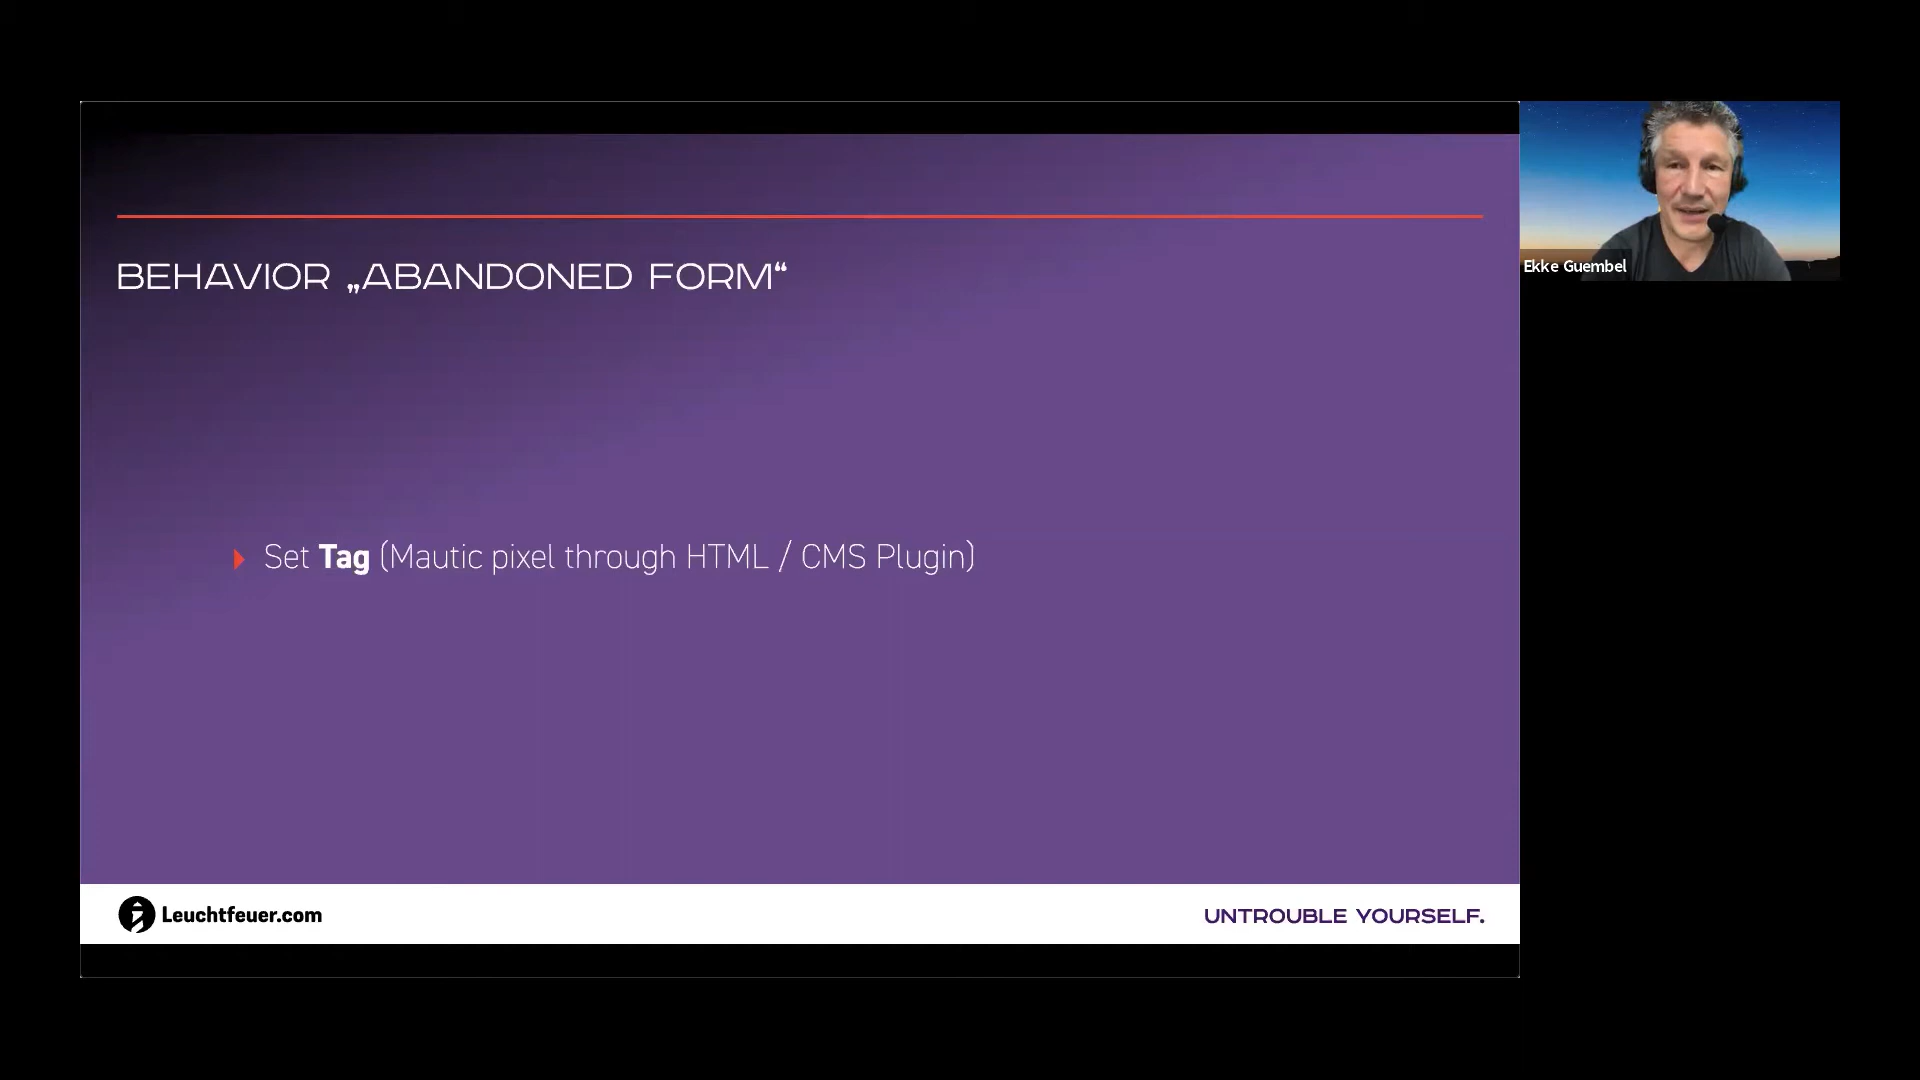 BEHAVIOR „ABANDONED FORM“
Ekke Guembel
Set Tag (Mautic pixel through HTML / CMS Plugin)
Leuchtfeuer.com
UNTROUBLE YOURSELF.